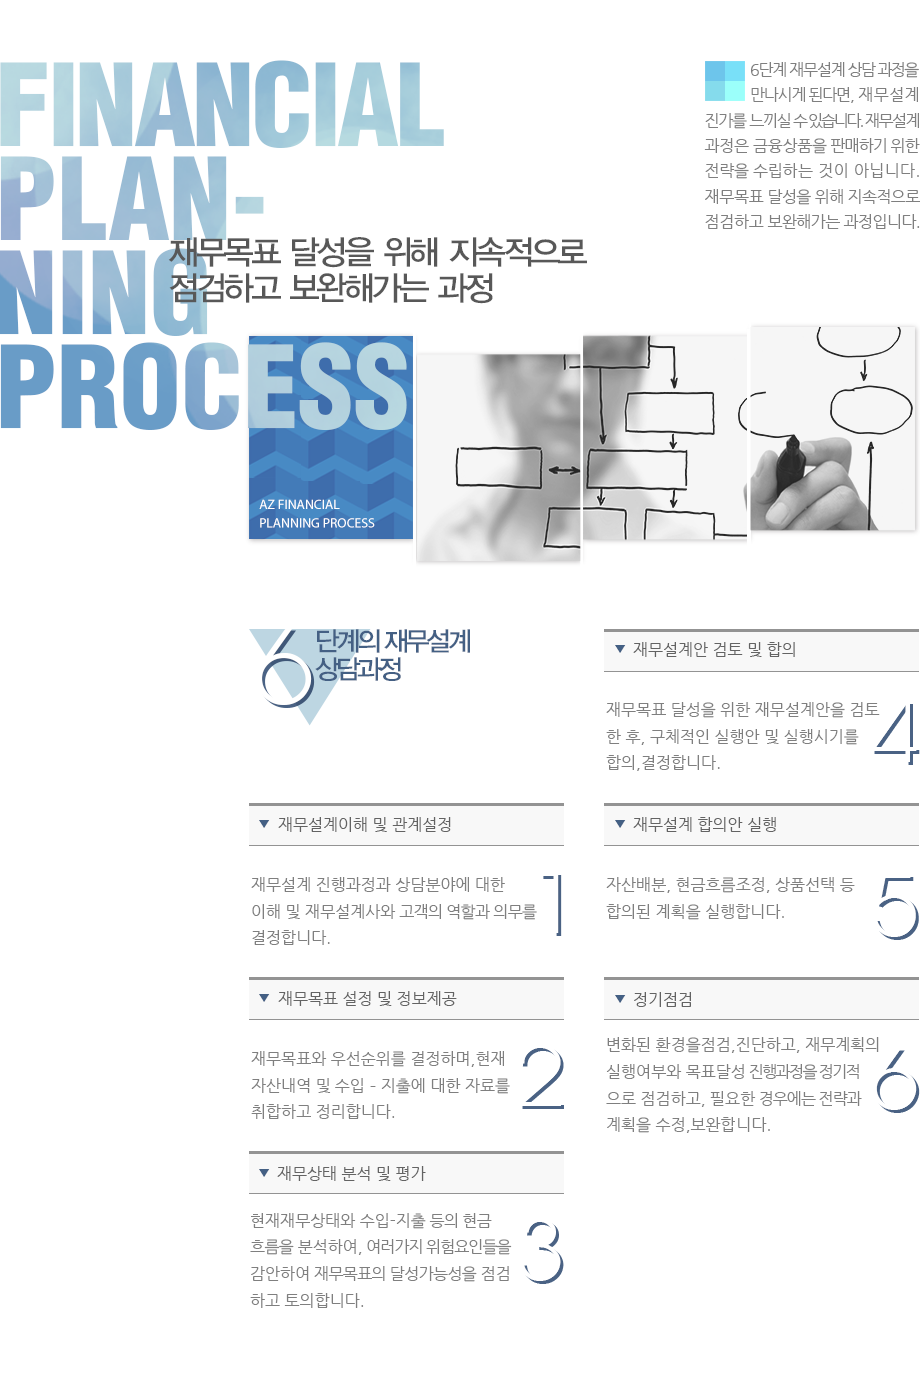 FINANCIAL
PLAN-
NING
PROCESS
6단계 재무설계 상담 과정을
만나시게 된다면, 재무설계
진가를 느끼실 수 있습니다. 재무설계
과정은 금융상품을 판매하기 위한
전략을 수립하는 것이 아닙니다.
재무목표 달성을 위해 지속적으로
점검하고 보완해가는 과정입니다.
재무목표 달성을 위해 지속적으로
점검하고 보완해가는 과정
AZ FINANCIAL
PLANNING PROCESS
6단계의 재무설계
상담과정
재무설계이해 및 관계설정
재무설계 진행과정과 상담분야에 대한
이해 및 재무설계사와 고객의 역할과 의무를
결정합니다.
1
재무목표 설정 및 정보제공
재무목표와 우선순위를 결정하며,현재
자산내역 및 수입 - 지출에 대한 자료를
취합하고 정리합니다.
2
재무상태 분석 및 평가
현재재무상태와 수입-지출 등의 현금
흐름을 분석하여, 여러가지 위험요인들을
감안하여 재무목표의 달성가능성을 점검
하고 토의합니다.
3
재무설계안 검토 및 합의
재무목표 달성을 위한 재무설계안을 검토
한 후, 구체적인 실행안 및 실행시기를
합의,결정합니다.
4
재무설계 합의안 실행
자산배분, 현금흐름조정, 상품선택 등
합의된 계획을 실행합니다.
5
정기점검
변화된 환경을점검,진단하고, 재무계획의
실행여부와 목표달성 진행과정을 정기적
으로 점검하고, 필요한 경우에는 전략과
계획을 수정,보완합니다.
6